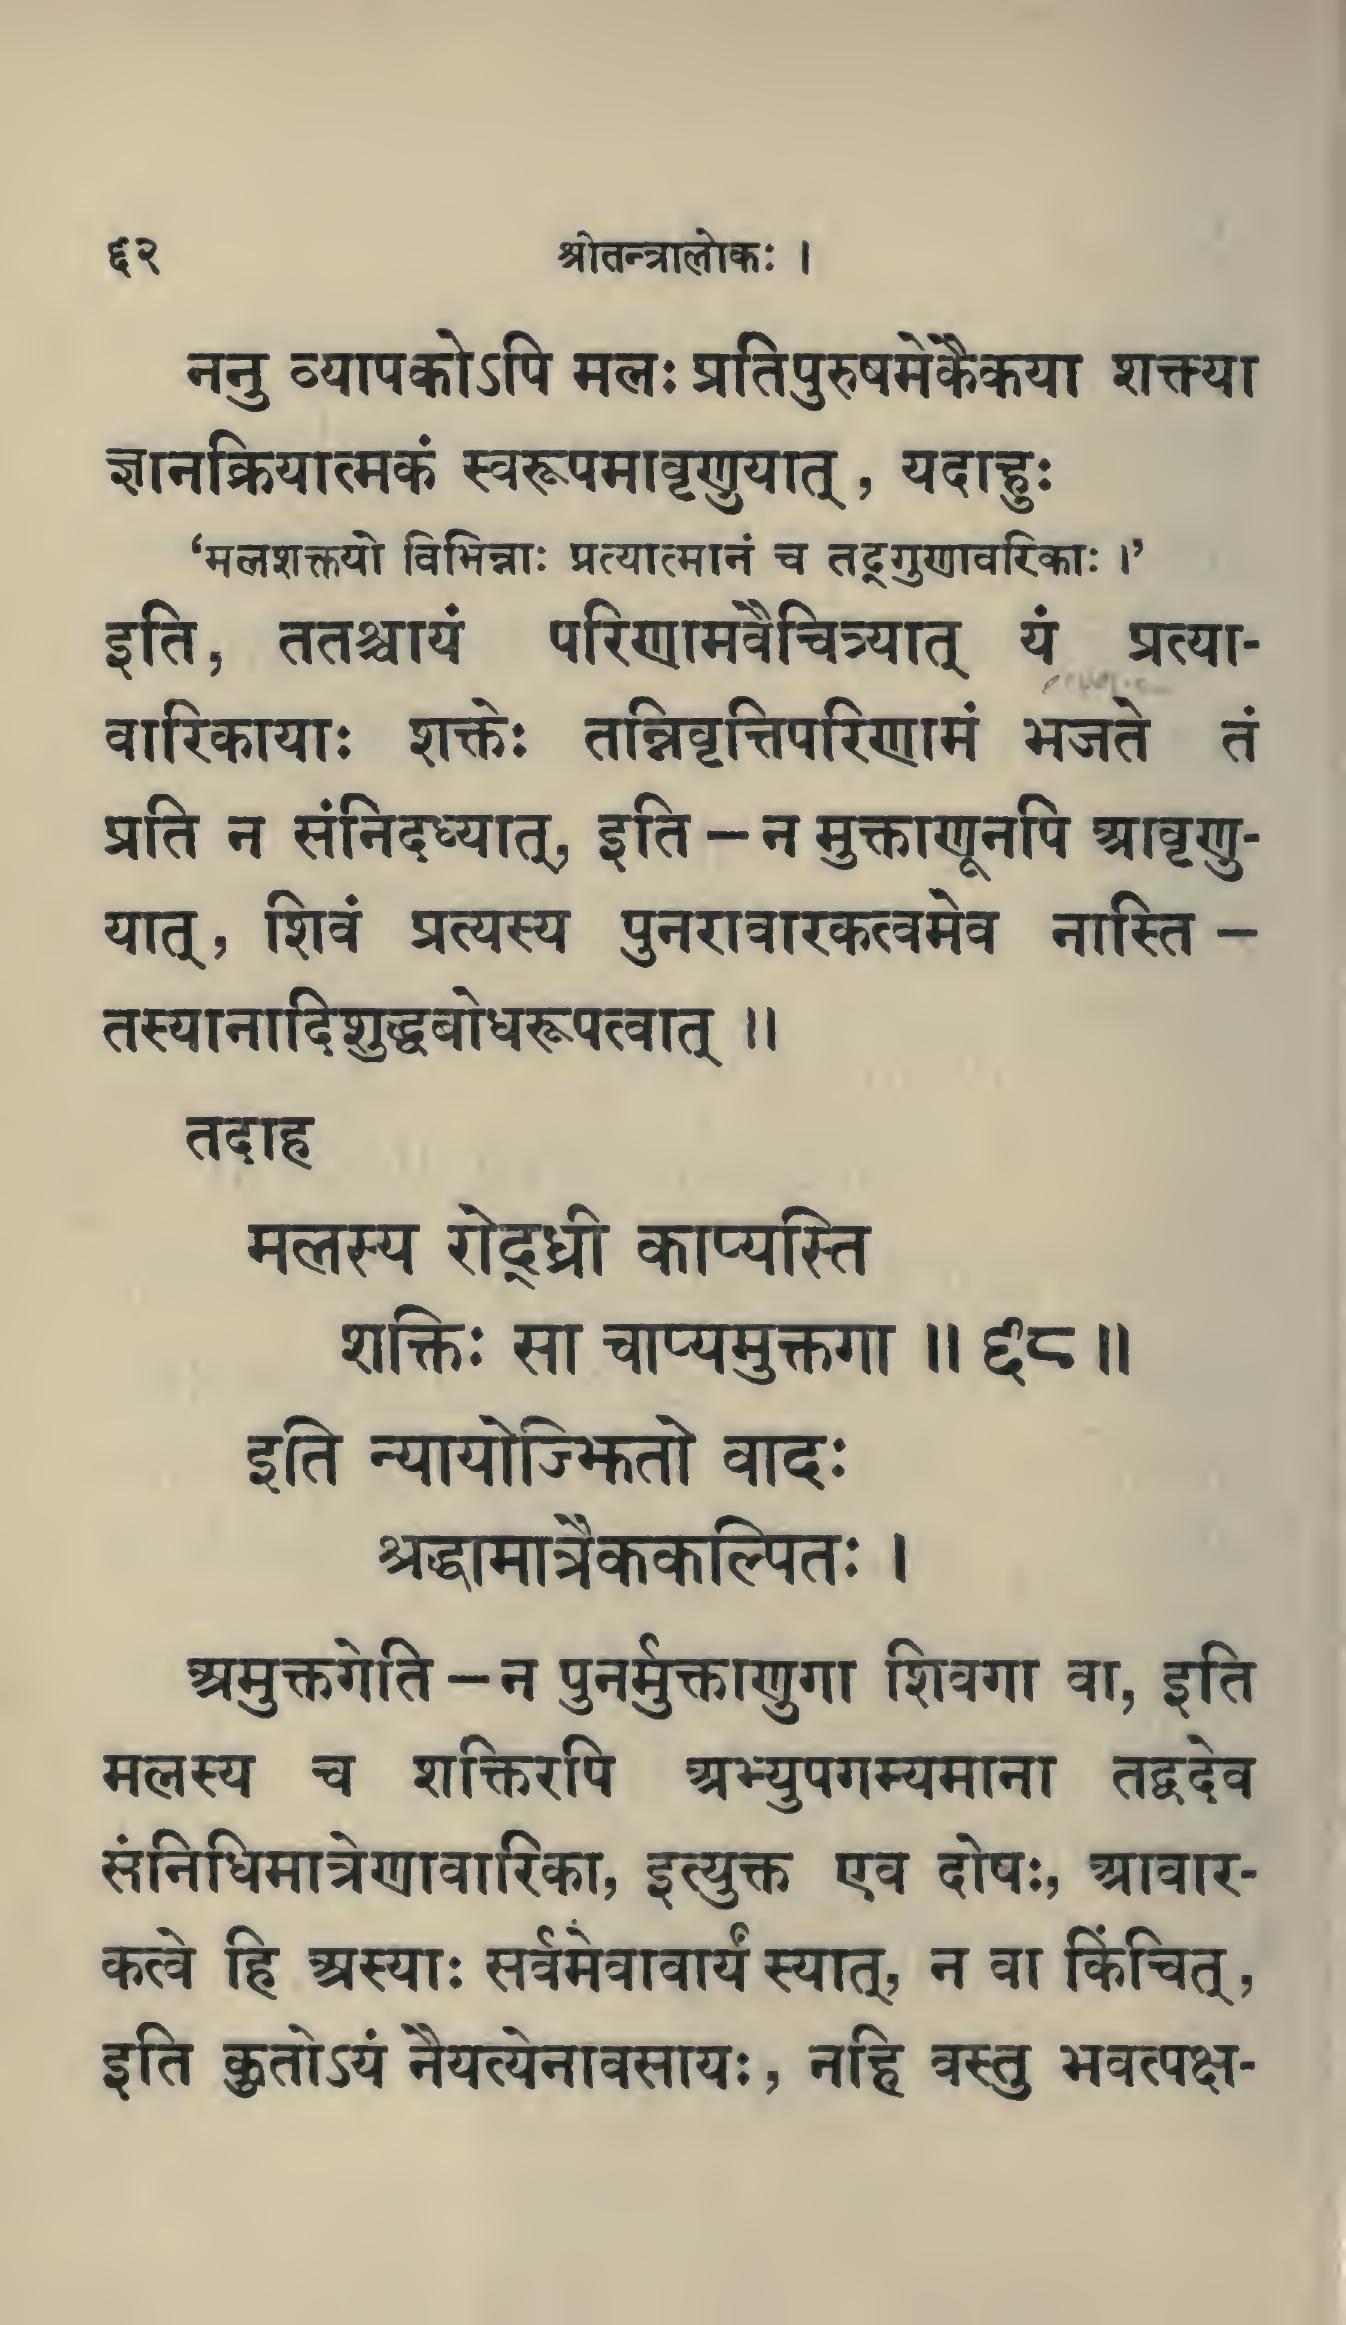 ६२ श्रीतन्त्रालोकः ।
ननु व्यापकोऽपि मलः प्रतिपुरुषमेकैकया शक्त्या
ज्ञानक्रियात्मकं स्वरूपमावृणुयात् , यदाहुः
‘मलशक्तयो विभिन्नाः प्रत्यात्मानं च तद्गुणावरिकाः ।’
इति, ततश्चायं परिणामवैचित्र्यात् यं प्रत्या-
वारिकायाः शक्तेः तन्निवृत्तिपरिणामं भजते तं
प्रति न संनिदध्यात्, इति – न मुक्ताणूनपि आवृणु-
यात् , शिवं प्रत्यस्य पुनरावारकत्वमेव नास्ति –
तस्यानादिशुद्धबोधरूपत्वात् ॥
तदाह
मलस्य रोद्ध्री काप्यस्ति
शक्तिः सा चाप्यमुक्तगा ॥ ६८ ॥
इति न्यायोज्झितो वादः
श्रद्धामात्रैककल्पितः ।
अमुक्तगेति – न पुनर्मुक्ताणुगा शिवगा वा, इति
मलस्य च शक्तिरपि अभ्युपगम्यमाना तद्वदेव
संनिधिमात्रेणावारिका, इत्युक्त एव दोषः, आवार-
कत्वे हि अस्याः सर्वमेवावार्यं स्यात्, न वा किंचित् ,
इति कुतोऽयं नैयत्येनावसायः, नहि वस्तु भवत्पक्ष-